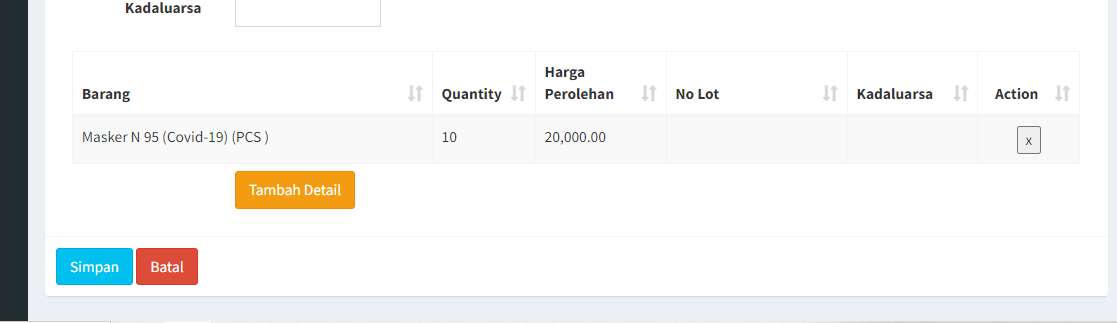 Kadaluarsa
Barang Quantity Harga Perolehan No Lot Kadaluarsa Action
Masker N 95 (Covid-19) (PCS ) 10 20,000.00 x
Tambah Detail
Simpan Batal